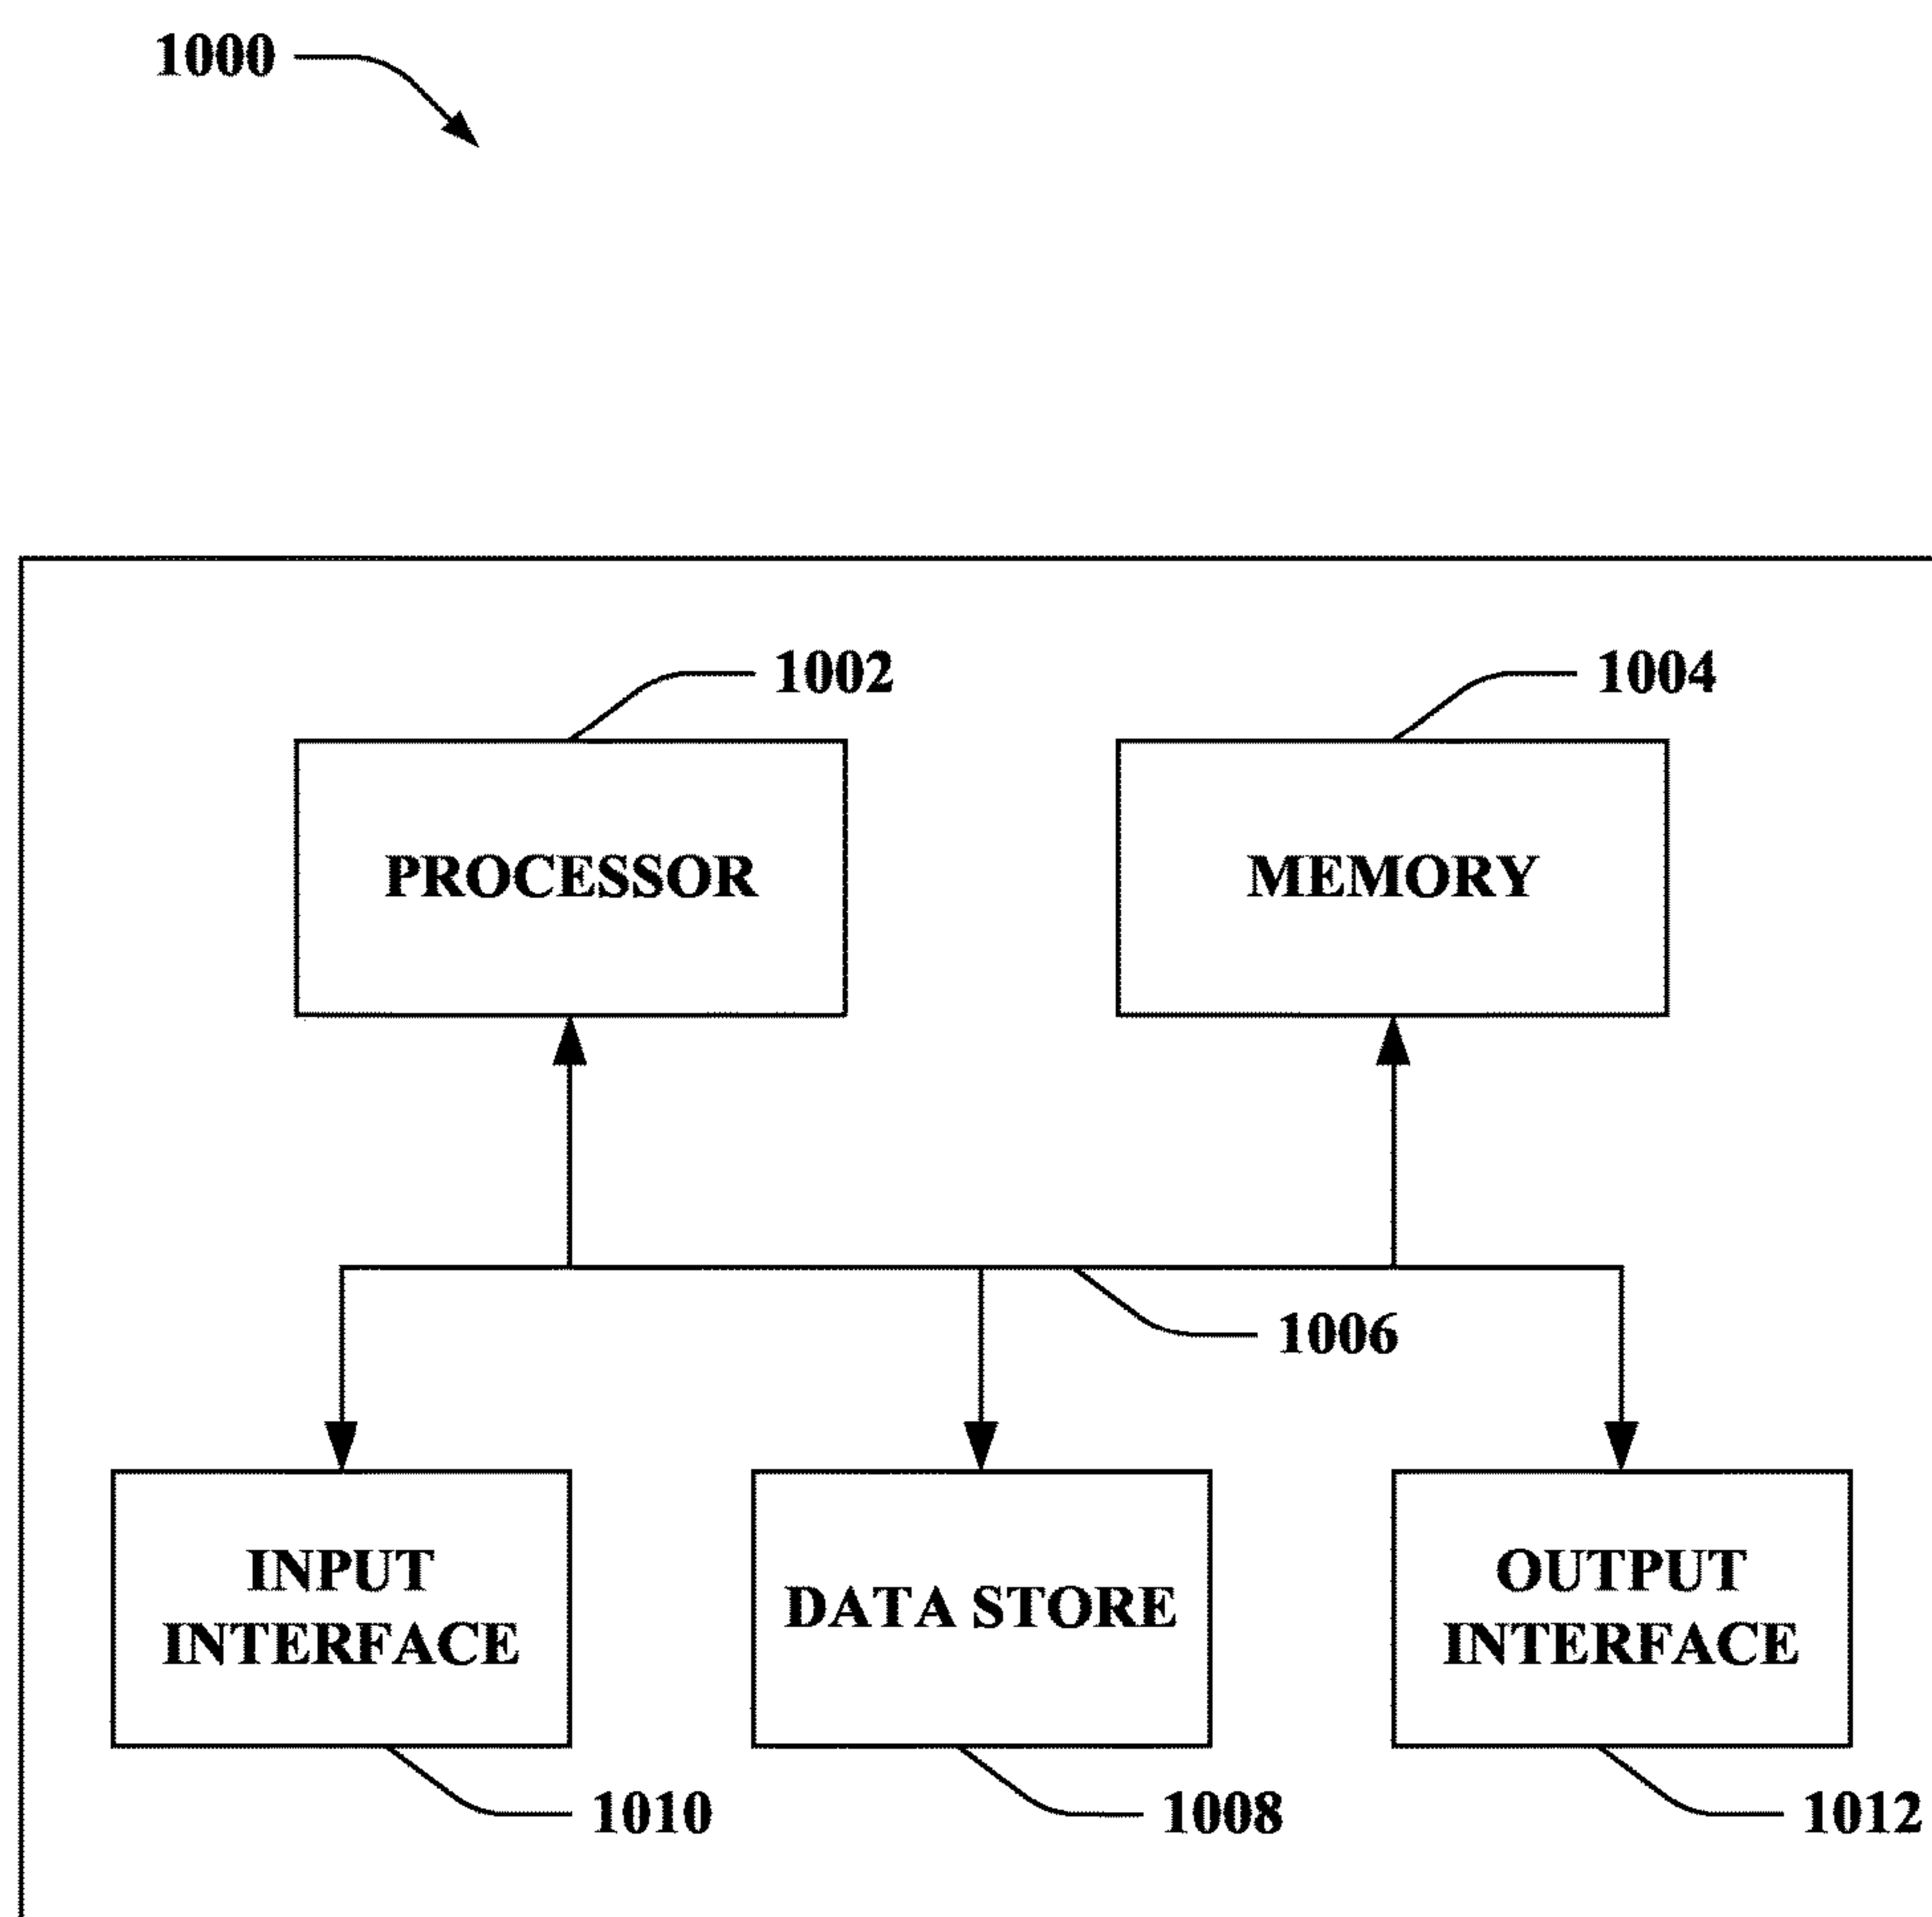 1000
1002
1004
PROCESSOR
MEMORY
1006
INPUT
INTERFACE
DATA STORE
OUTPUT
INTERFACE
1010
1008
1012